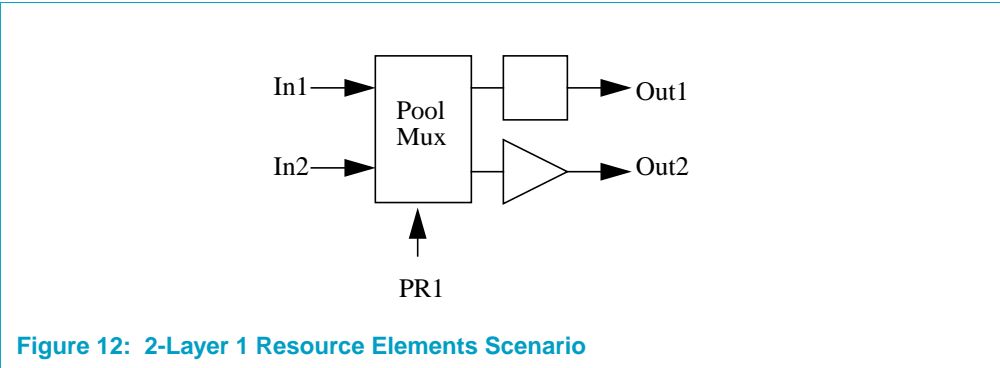 In1
Pool
Mux
Out1
In2
Out2
PR1
Figure 12: 2-Layer 1 Resource Elements Scenario